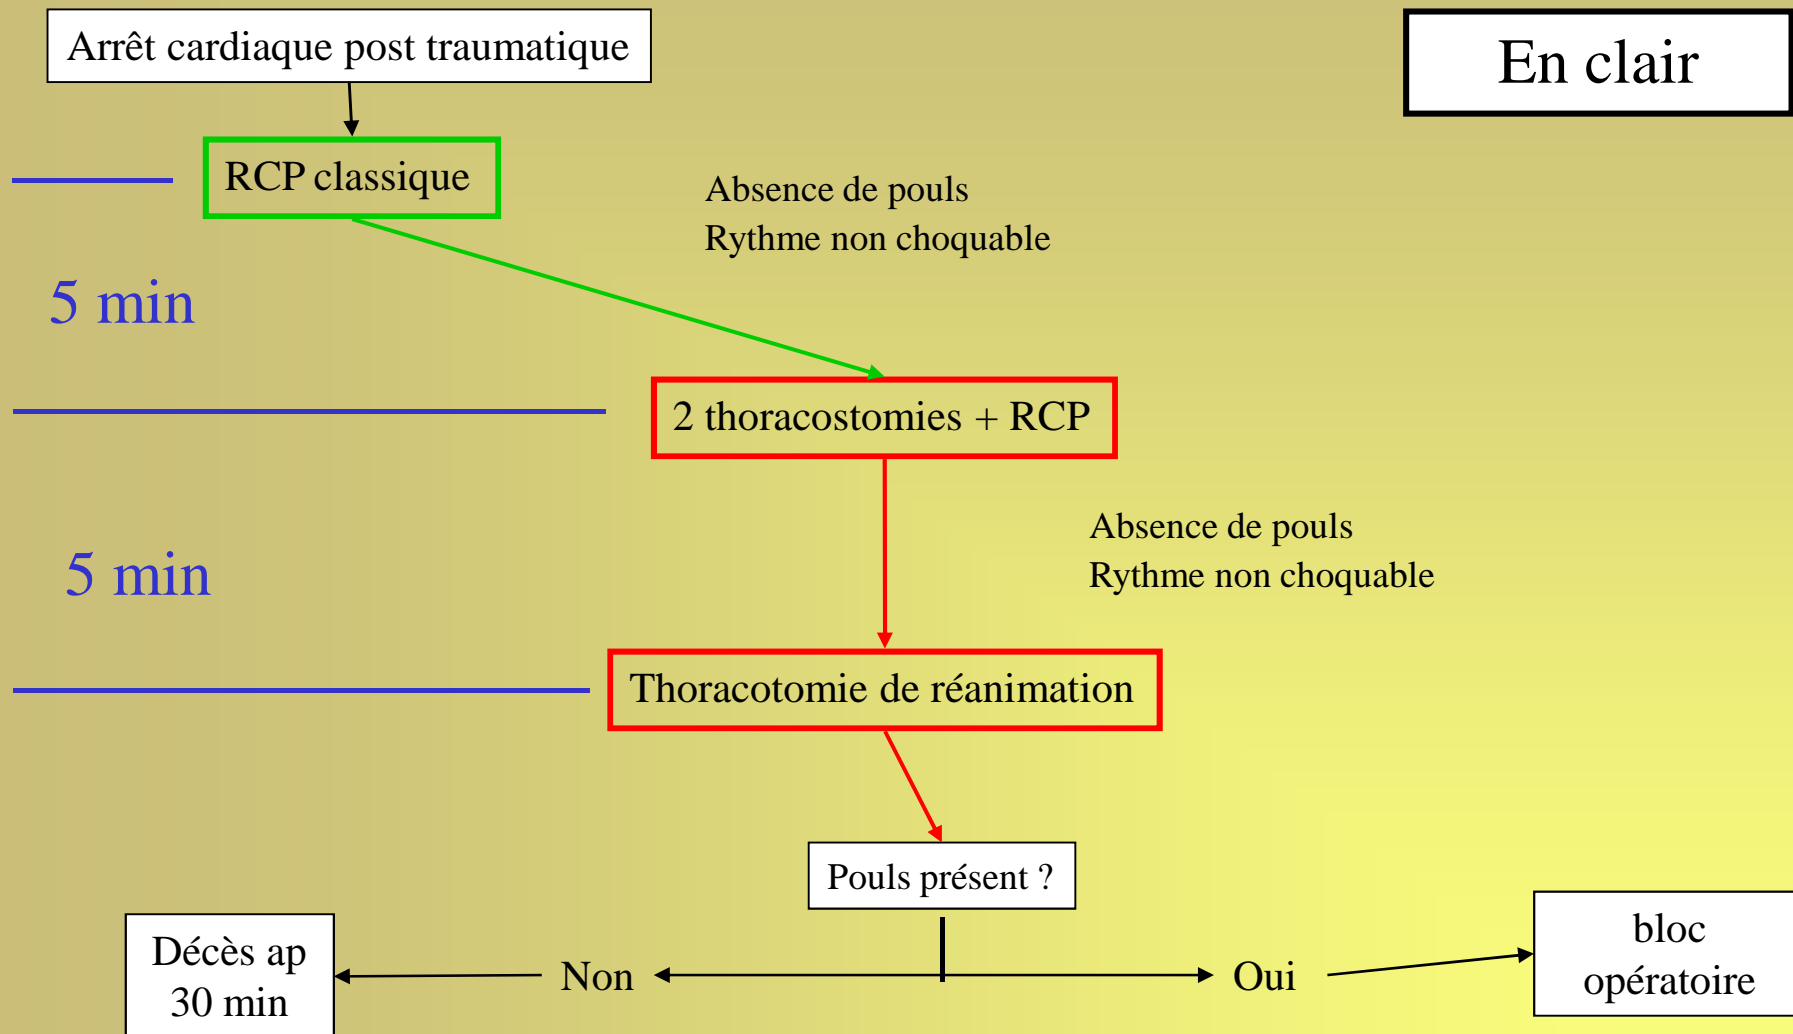 Arrêt cardiaque post traumatique
En clair
RCP classique
Absence de pouls
Rythme non choquable
5 min
2 thoracostomies + RCP
Absence de pouls
Rythme non choquable
5 min
Thoracotomie de réanimation
Pouls présent ?
Décès ap
30 min
Non
Oui
bloc
opératoire